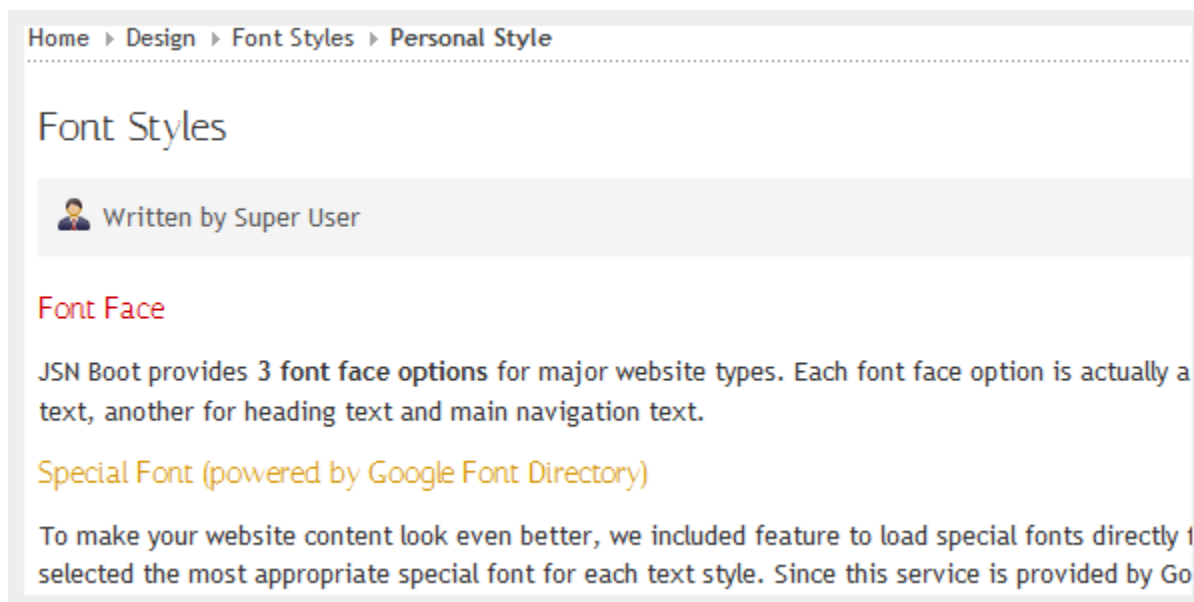 Home Design Font Styles Personal Style
Font Styles
Written by Super User
Font Face
JSN Boot provides 3 font face options for major website types. Each font face option is actually a
text, another for heading text and main navigation text.
Special Font (powered by Google Font Directory)
To make your website content look even better, we included feature to load special fonts directly
selected the most appropriate special font for each text style. Since this service is provided by